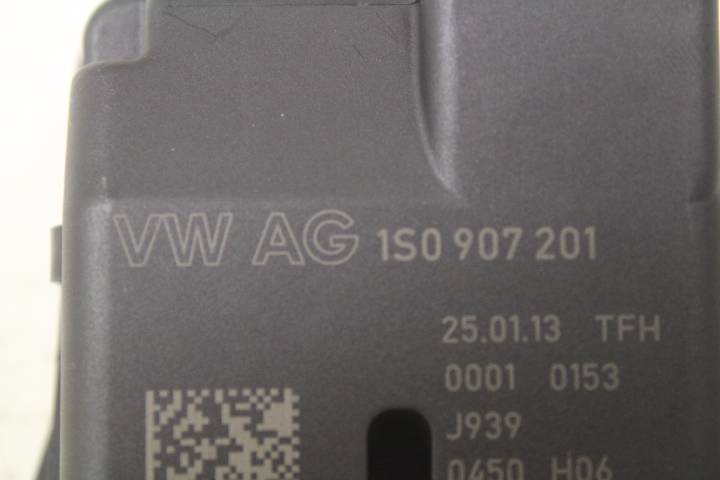 VW AG 1S0 907 201
25.01.13 TFH
0001 0153
J939
0450 H06